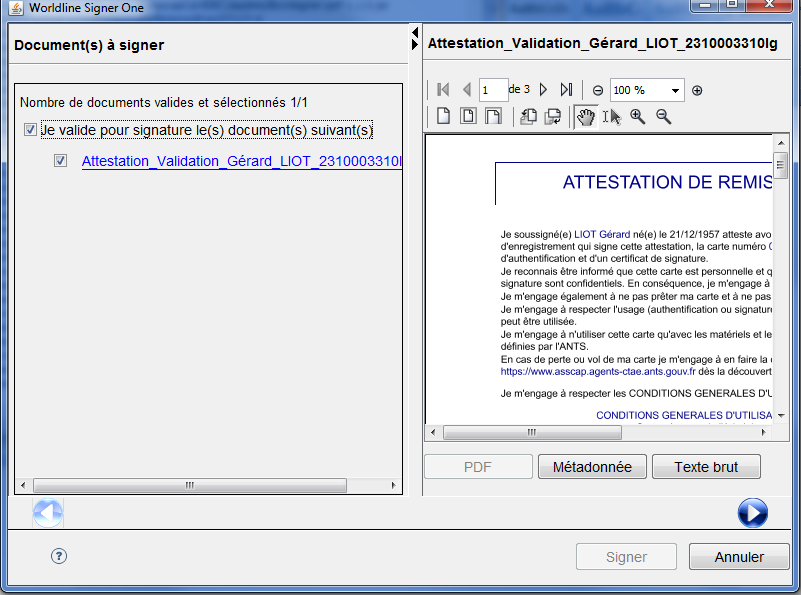 Worldline Signer One
Document(s) à signer
Nombre de documents valides et sélectionnés 1/1
Je valide pour signature le(s) document(s) suivant(s)
Attestation_Validation_Gérard_LIOT_2310003310l
Attestation_Validation_Gérard_LIOT_2310003310lg
1 de 3
100 %
ATTESTATION DE REMIS
Je soussigné(e) LIOT Gérard né(e) le 21/12/1957 atteste avo
d'enregistrement qui signe cette attestation, la carte numéro 0
d'authentification et d'un certificat de signature.
Je reconnais être informé que cette carte est personnelle et q
signature sont confidentiels. En conséquence, je m'engage à
Je m'engage également à ne pas prêter ma carte et à ne pas
Je m'engage à respecter l'usage (authentification ou signature
peut être utilisée.
Je m'engage à n'utiliser cette carte qu'avec les matériels et le
définies par l'ANTS.
En cas de perte ou vol de ma carte je m'engage à en faire la
https://www.asscap.agents-ctae.ants.gouv.fr dès la découvert
Je m'engage à respecter les CONDITIONS GENERALES D'U
CONDITIONS GENERALES D'UTILISA
PDF
Métadonnée
Texte brut
Signer
Annuler